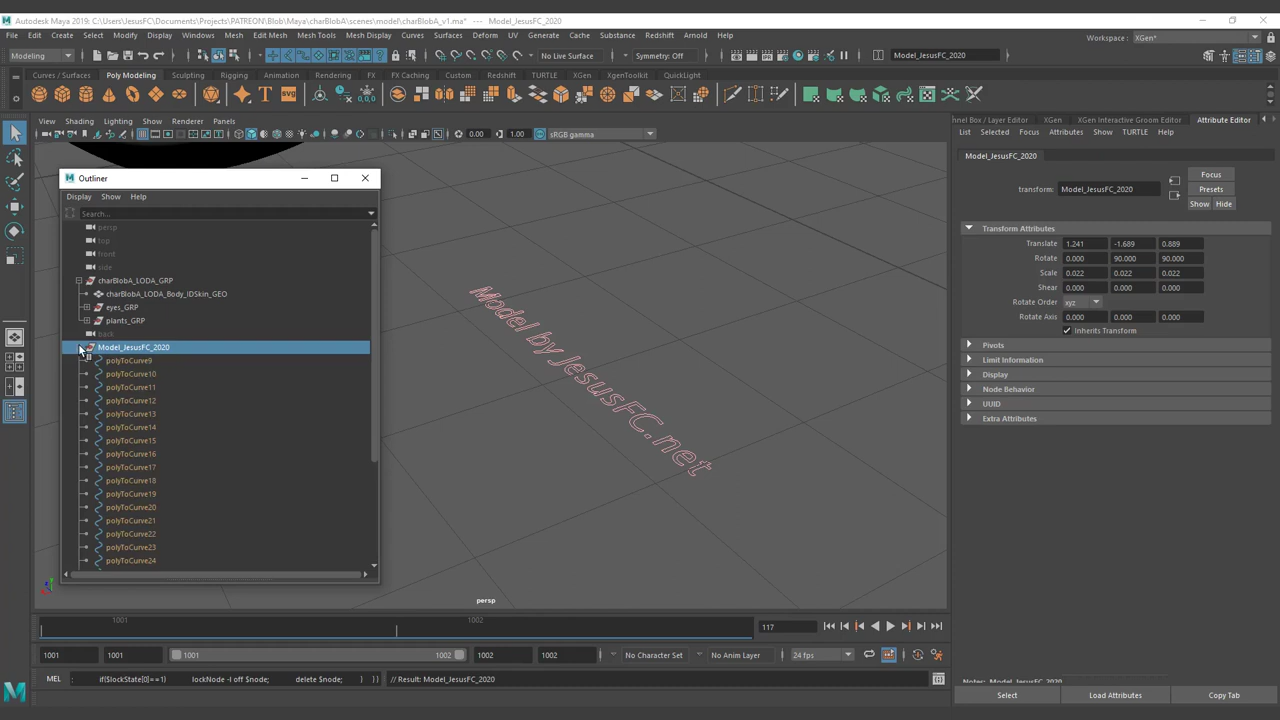 Autodesk Maya 2019: C:\Users\JesusFC\Documents\Projects\PATREON\Blob\Maya\charBlobA\scenes\model\charBlobA_v1.ma* --- Model_JesusFC_2020
File Edit Create Select Modify Display Windows Mesh Edit Mesh Mesh Tools Mesh Display Curves Surfaces Deform UV Generate Cache Substance Redshift Arnold Help
Workspace : XGen*
Modeling No Live Surface Symmetry: Off Model_JesusFC_2020
Curves / Surfaces Poly Modeling Sculpting Rigging Animation Rendering FX FX Caching Custom Redshift TURTLE XGen XgenToolkit QuickLight
View Shading Lighting Show Renderer Panels
0.00 1.00 sRGB gamma
nnel Box / Layer Editor XGen XGen Interactive Groom Editor Attribute Editor
List Selected Focus Attributes Show TURTLE Help
Model_JesusFC_2020
transform: Model_JesusFC_2020
Focus
Presets
Show Hide
Transform Attributes
Translate 1.241 -1.689 0.889
Rotate 0.000 90.000 90.000
Scale 0.022 0.022 0.022
Shear 0.000 0.000 0.000
Rotate Order xyz
Rotate Axis 0.000 0.000 0.000
Inherits Transform
Pivots
Limit Information
Display
Node Behavior
UUID
Extra Attributes
Notes: Model_JesusFC_2020
Select Load Attributes Copy Tab
Outliner
Display Show Help
Search...
persp
top
front
side
charBlobA_LODA_GRP
charBlobA_LODA_Body_IDSkin_GEO
eyes_GRP
plants_GRP
back
Model_JesusFC_2020
polyToCurve9
polyToCurve10
polyToCurve11
polyToCurve12
polyToCurve13
polyToCurve14
polyToCurve15
polyToCurve16
polyToCurve17
polyToCurve18
polyToCurve19
polyToCurve20
polyToCurve21
polyToCurve22
polyToCurve23
polyToCurve24
Model by JesusFC.net
persp
1001 1002 117
1001 1001 1001 1002 1002 1002 No Character Set No Anim Layer 24 fps
MEL : if($lockState[0]==1) lockNode -l off $node; delete $node; } }} // Result: Model_JesusFC_2020